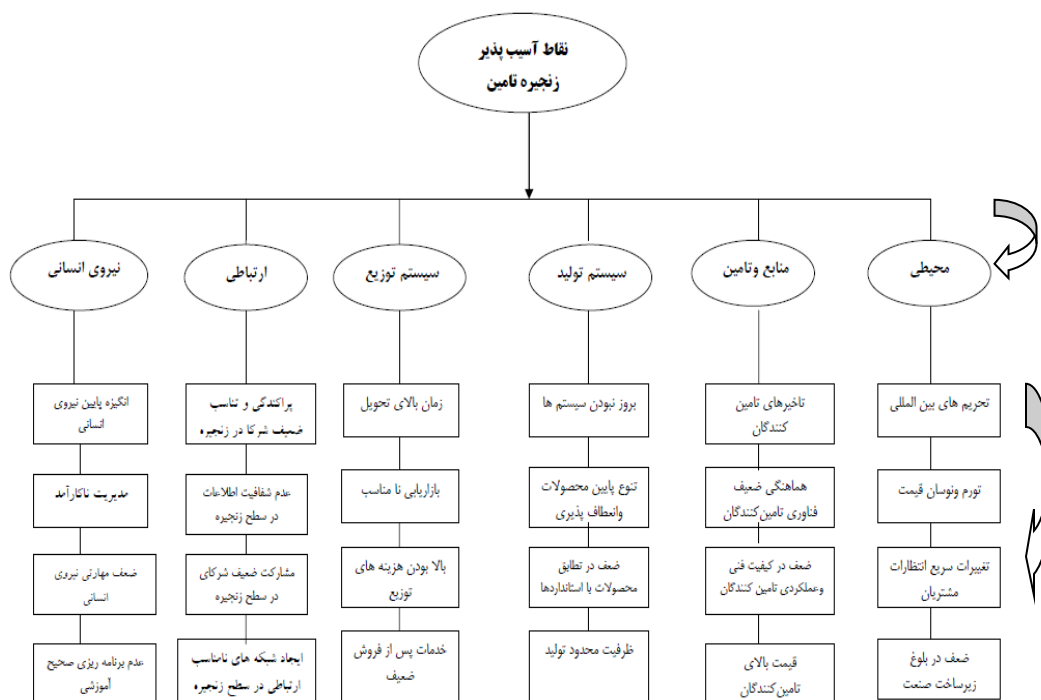 نقاط آسیب پذیر
زنجیره تامین
محیطی
منابع وتامین
سیستم تولید
سیستم توزیع
ارتباطی
نیروی انسانی
تحریم های بین المللی
تاخیرهای تامین
کنندگان
بروز نبودن سیستم ها
زمان بالای تحویل
پراکندگی و تناسب
ضعیف شرکا در زنجیره
انگیزه پایین نیروی
انسانی
تورم ونوسان قیمت
هماهنگی ضعیف
فناوری تامین‌کنندگان
تنوع پایین محصولات
وانعطاف پذیری
بازاریابی نا مناسب
عدم شفافیت اطلاعات
در سطح زنجیره
مدیریت ناکارآمد
تغییرات سریع انتظارات
مشتریان
ضعف در کیفیت فنی
وعملکردی تامین کنندگان
ضعف در تطابق
محصولات با استانداردها
بالا بودن هزینه های
توزیع
مشارکت ضعیف شرکای
در سطح زنجیره
ضعف مهارتی نیروی
انسانی
ضعف در بلوغ
زیرساخت صنعت
قیمت بالای
تامین‌کنندگان
ظرفیت محدود تولید
خدمات پس از فروش
ضعیف
ایجاد شبکه های نامناسب
ارتباطی در سطح زنجیره
عدم برنامه ریزی صحیح
آموزشی